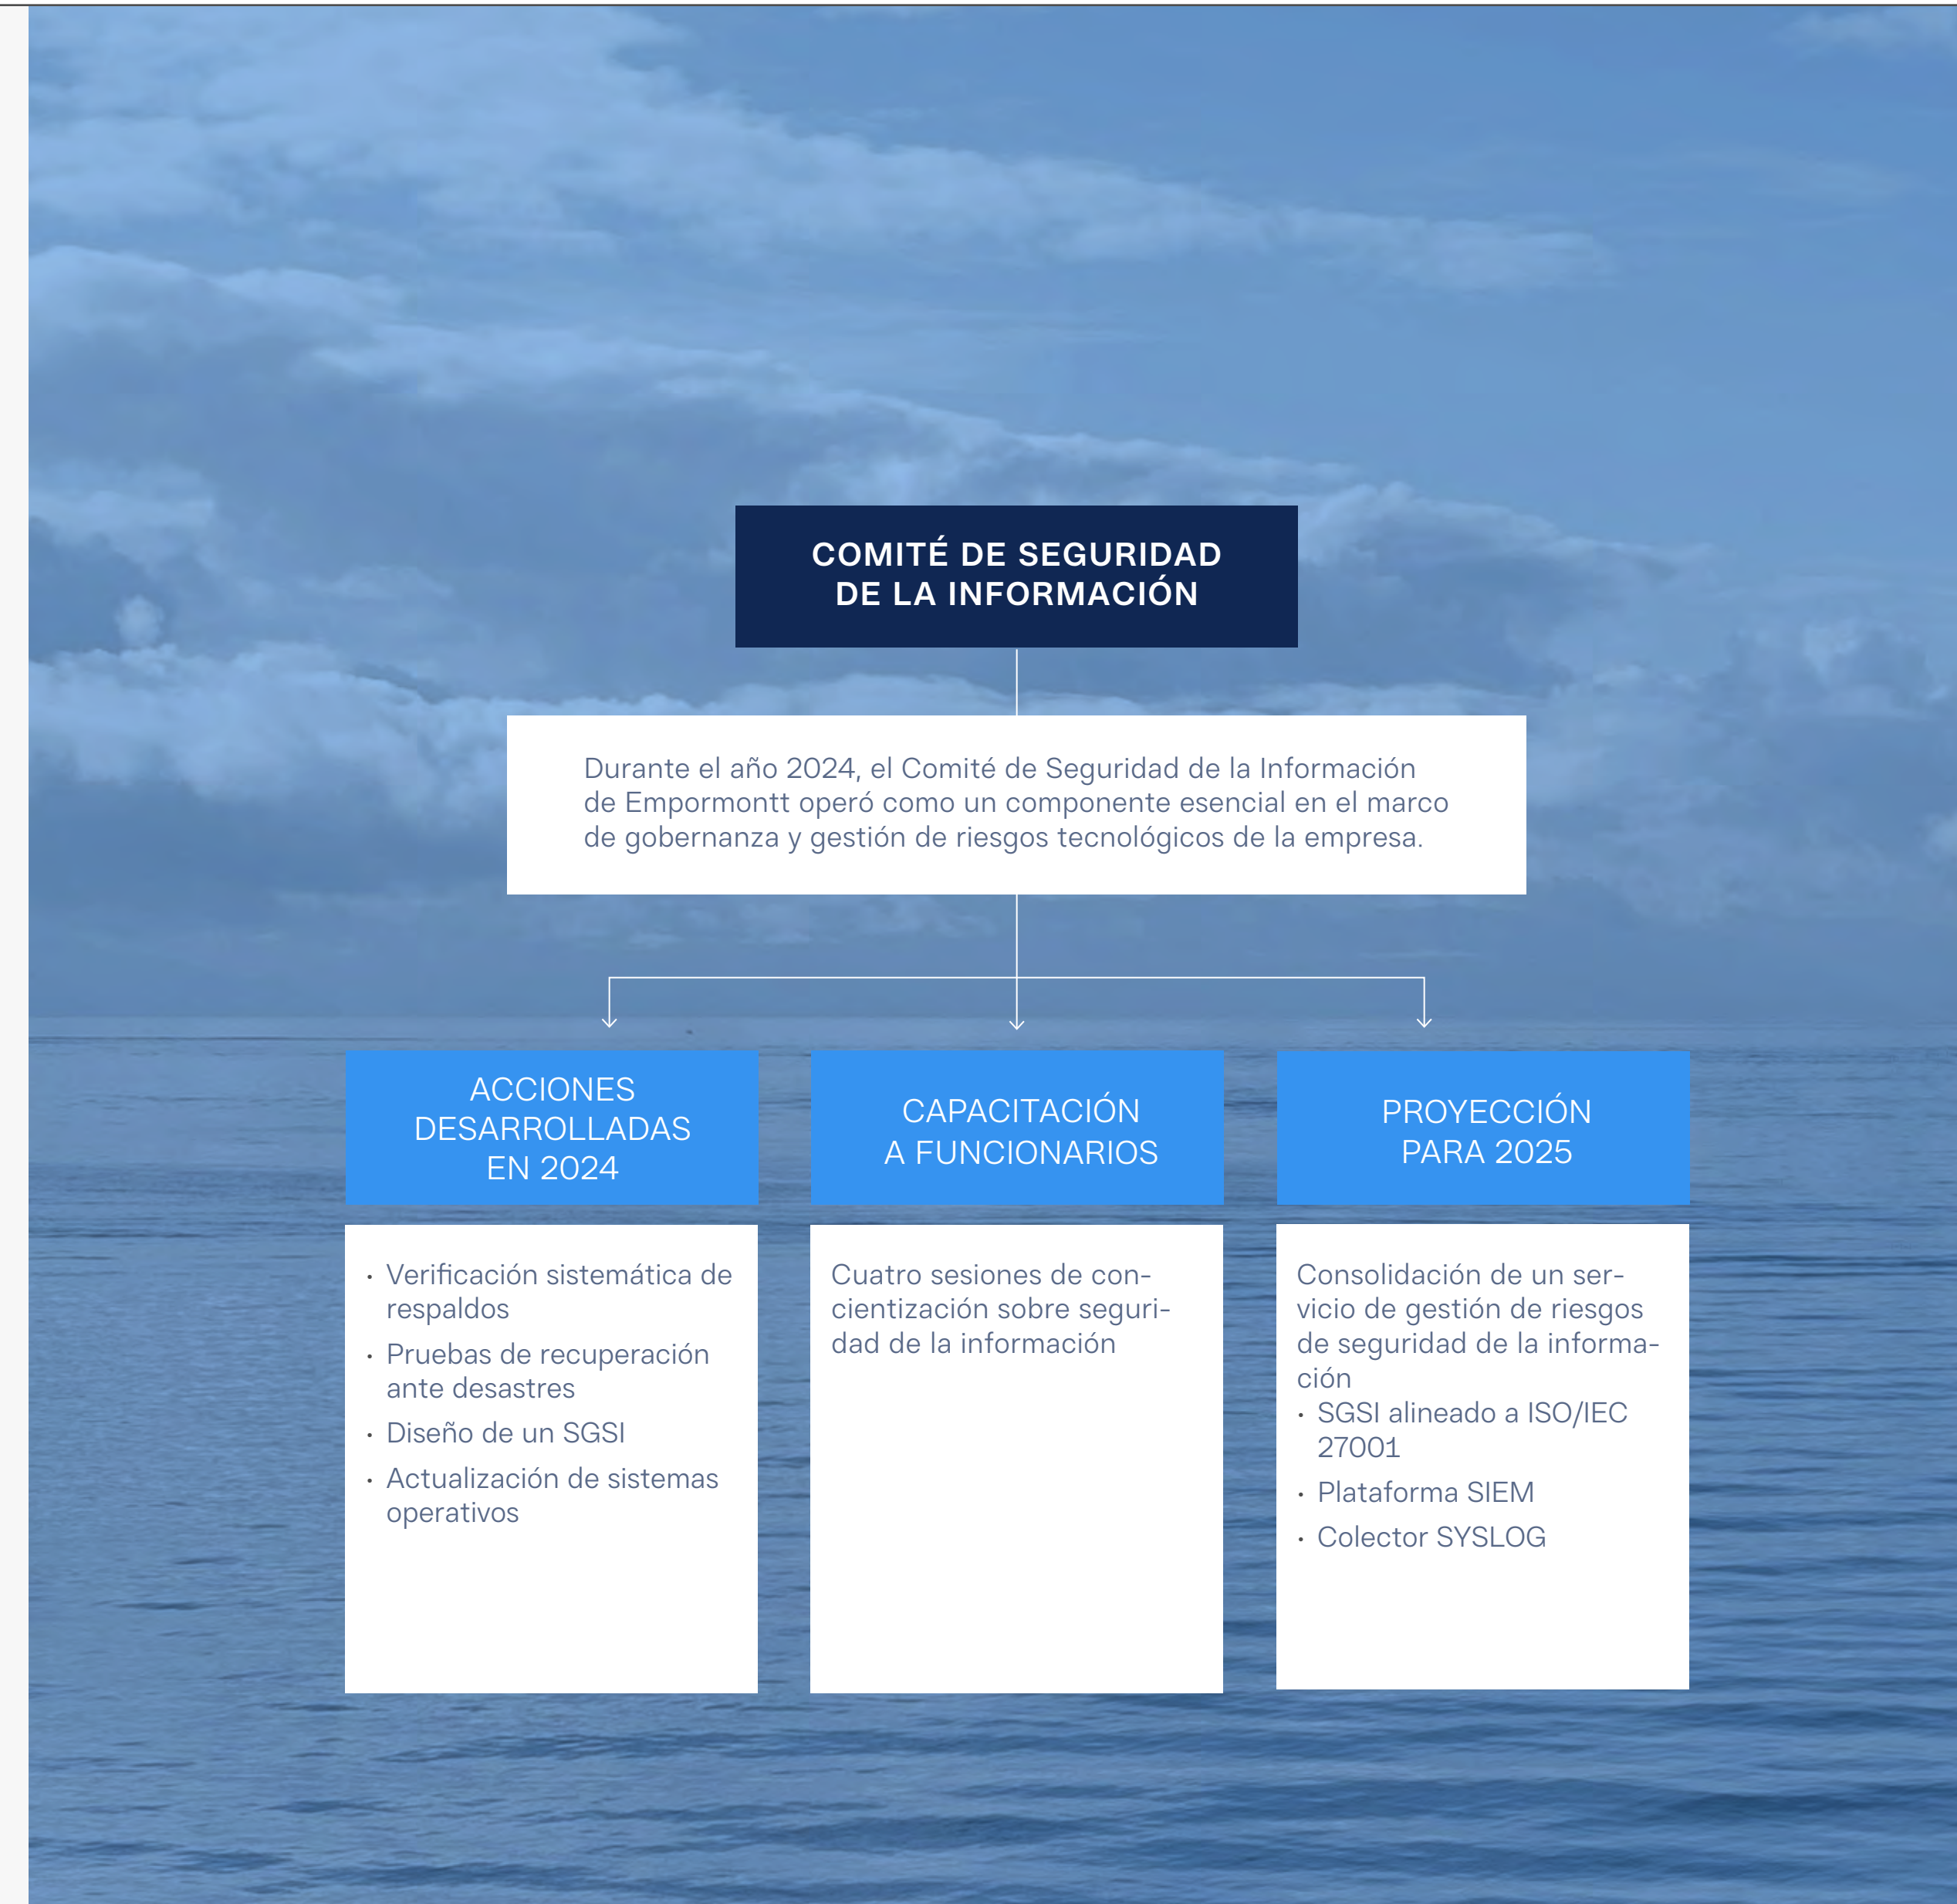 COMITÉ DE SEGURIDAD
DE LA INFORMACIÓN
Durante el año 2024, el Comité de Seguridad de la Información
de Empormontt operó como un componente esencial en el marco
de gobernanza y gestión de riesgos tecnológicos de la empresa.
ACCIONES
DESARROLLADAS
EN 2024
• Verificación sistemática de
respaldos
• Pruebas de recuperación
ante desastres
• Diseño de un SGSI
• Actualización de sistemas
operativos
CAPACITACIÓN
A FUNCIONARIOS
Cuatro sesiones de con-
cientización sobre seguri-
dad de la información
PROYECCIÓN
PARA 2025
Consolidación de un ser-
vicio de gestión de riesgos
de seguridad de la informa-
ción
• SGSI alineado a ISO/IEC
27001
• Plataforma SIEM
• Colector SYSLOG